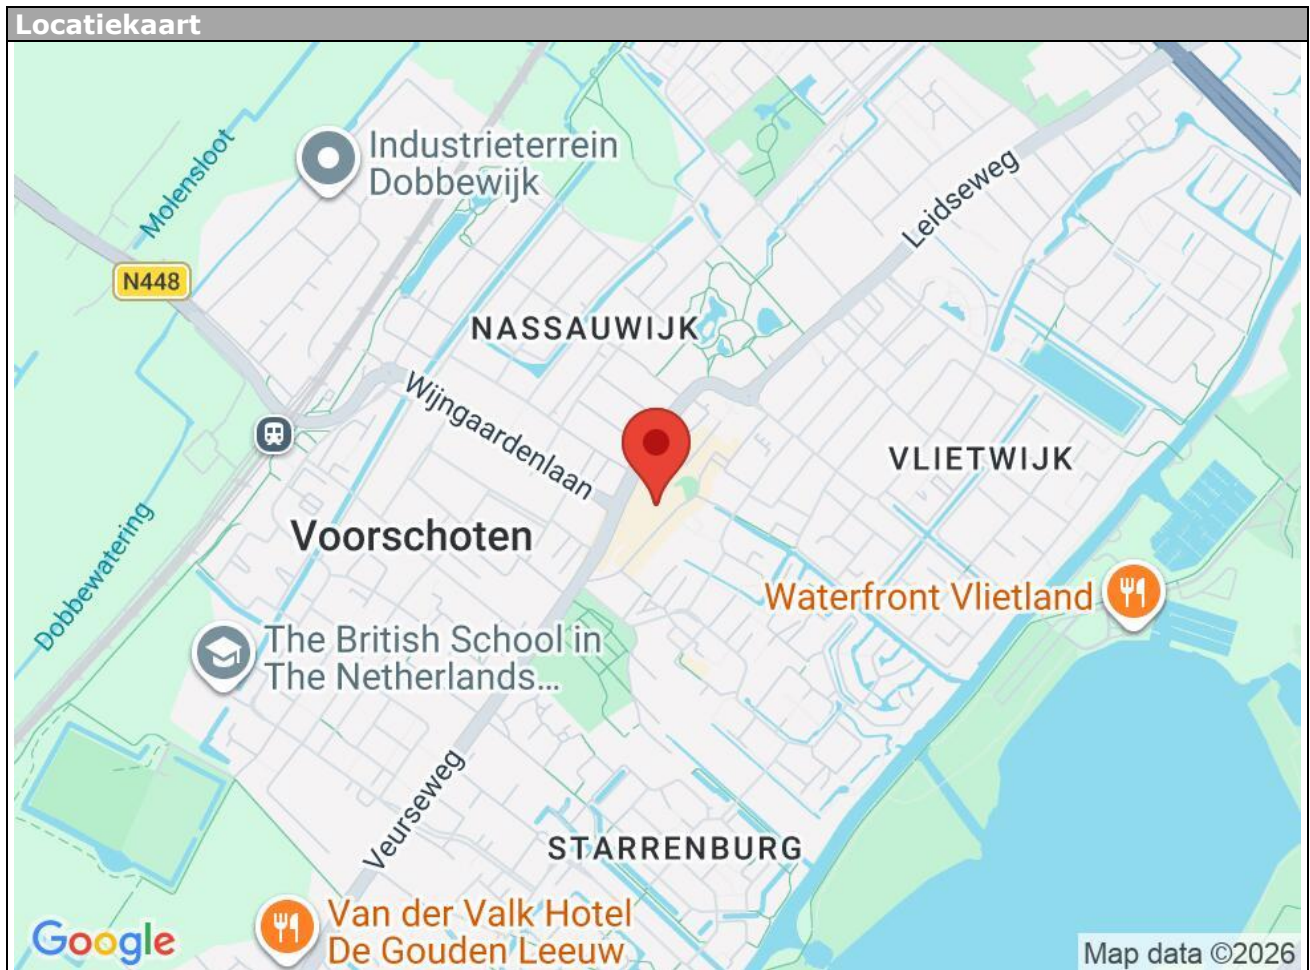 Locatiekaart
Industrieterrein
Dobbewijk
Molensloot
Leidseweg
N448
NASSAUWIJK
Wijngaardenlaan
VLIETWIJK
Voorschoten
Dobbewatering
Waterfront Vlietland
The British School in
The Netherlands...
Veurseweg
STARRENBURG
Van der Valk Hotel
De Gouden Leeuw
Google
Map data ©2026